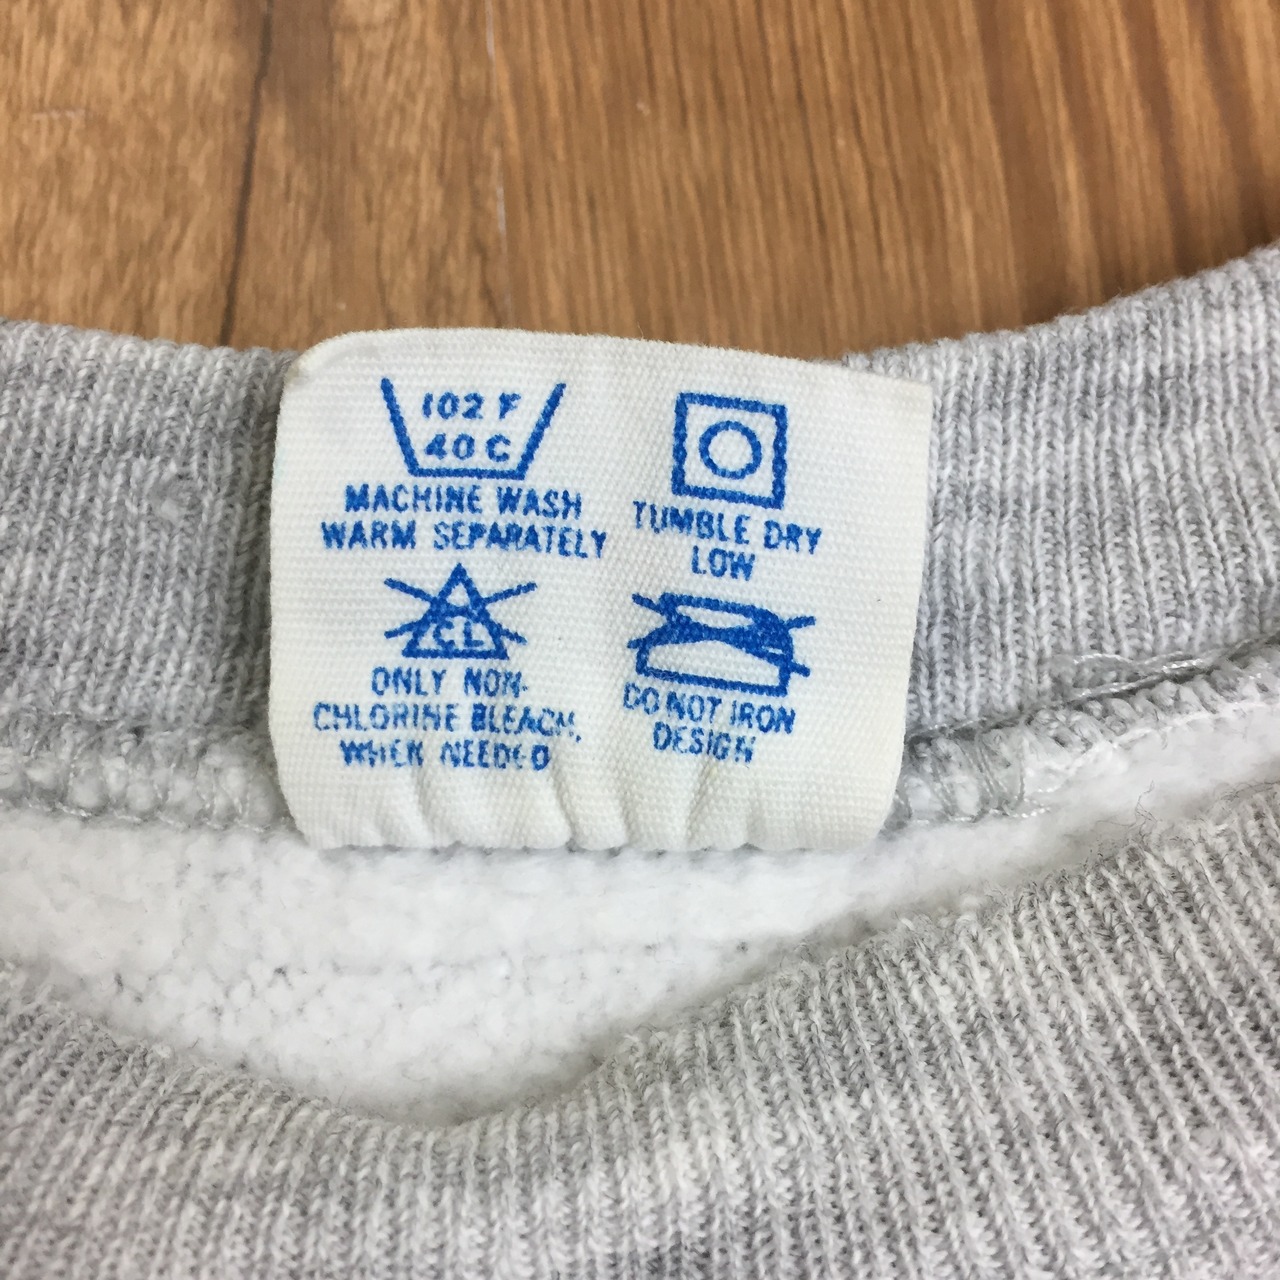 102 F
40 C
MACHINE WASH
WARM SEPARATELY
TUMBLE DRY
LOW
CL
ONLY NON-
CHLORINE BLEACH,
WHEN NEEDED
DO NOT IRON
DESIGN